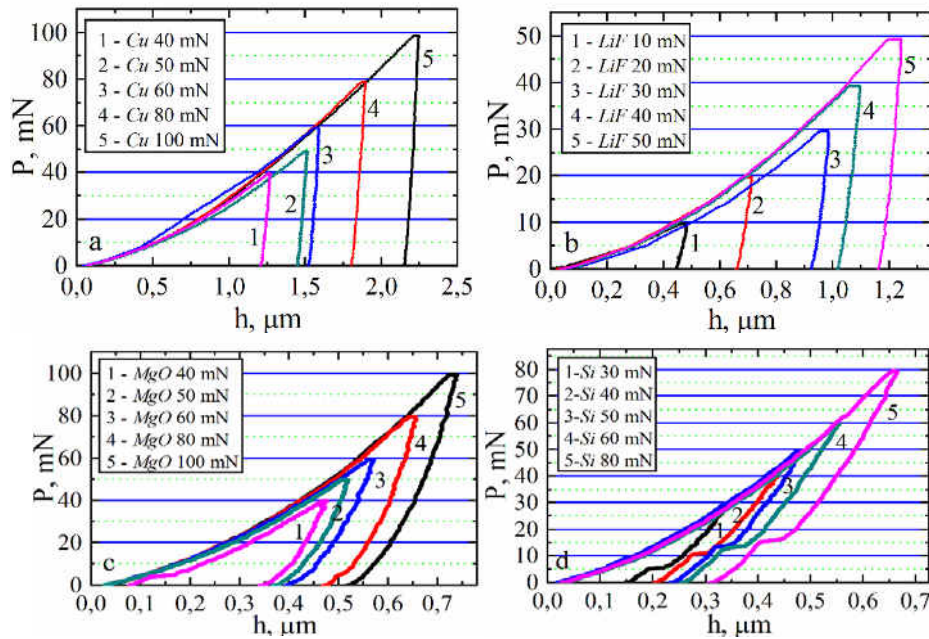 1 - Cu 40 mN
2 - Cu 50 mN
3 - Cu 60 mN
4 - Cu 80 mN
5 - Cu 100 mN
P, mN
100
80
60
40
20
0
a
1
2
3
4
5
0,0 0,5 1,0 1,5 2,0 2,5
h, μm
1 - LiF 10 mN
2 - LiF 20 mN
3 - LiF 30 mN
4 - LiF 40 mN
5 - LiF 50 mN
P, mN
50
40
30
20
10
0
b
1
2
3
4
5
0,0 0,2 0,4 0,6 0,8 1,0 1,2
h, μm
1 - MgO 40 mN
2 - MgO 50 mN
3 - MgO 60 mN
4 - MgO 80 mN
5 - MgO 100 mN
P, mN
100
80
60
40
20
0
c
1
2
3
4
5
0,0 0,1 0,2 0,3 0,4 0,5 0,6 0,7
h, μm
1-Si 30 mN
2-Si 40 mN
3-Si 50 mN
4-Si 60 mN
5-Si 80 mN
P, mN
80
75
70
65
60
55
50
45
40
35
30
25
20
15
10
5
0
d
1
2
3
4
5
0,0 0,1 0,2 0,3 0,4 0,5 0,6 0,7
h, μm